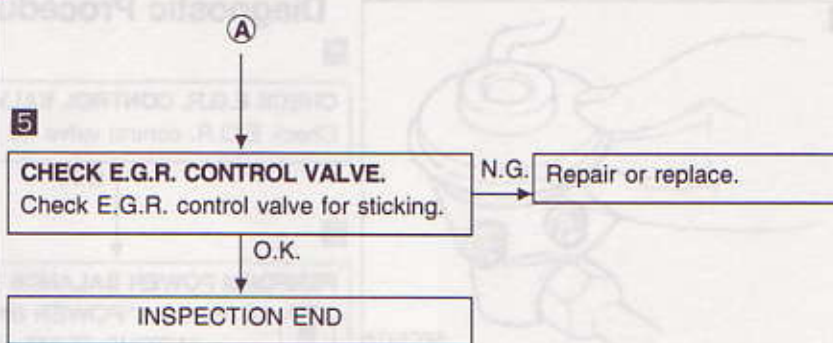 A
5
CHECK E.G.R. CONTROL VALVE.
Check E.G.R. control valve for sticking.
N.G.
Repair or replace.
O.K.
INSPECTION END